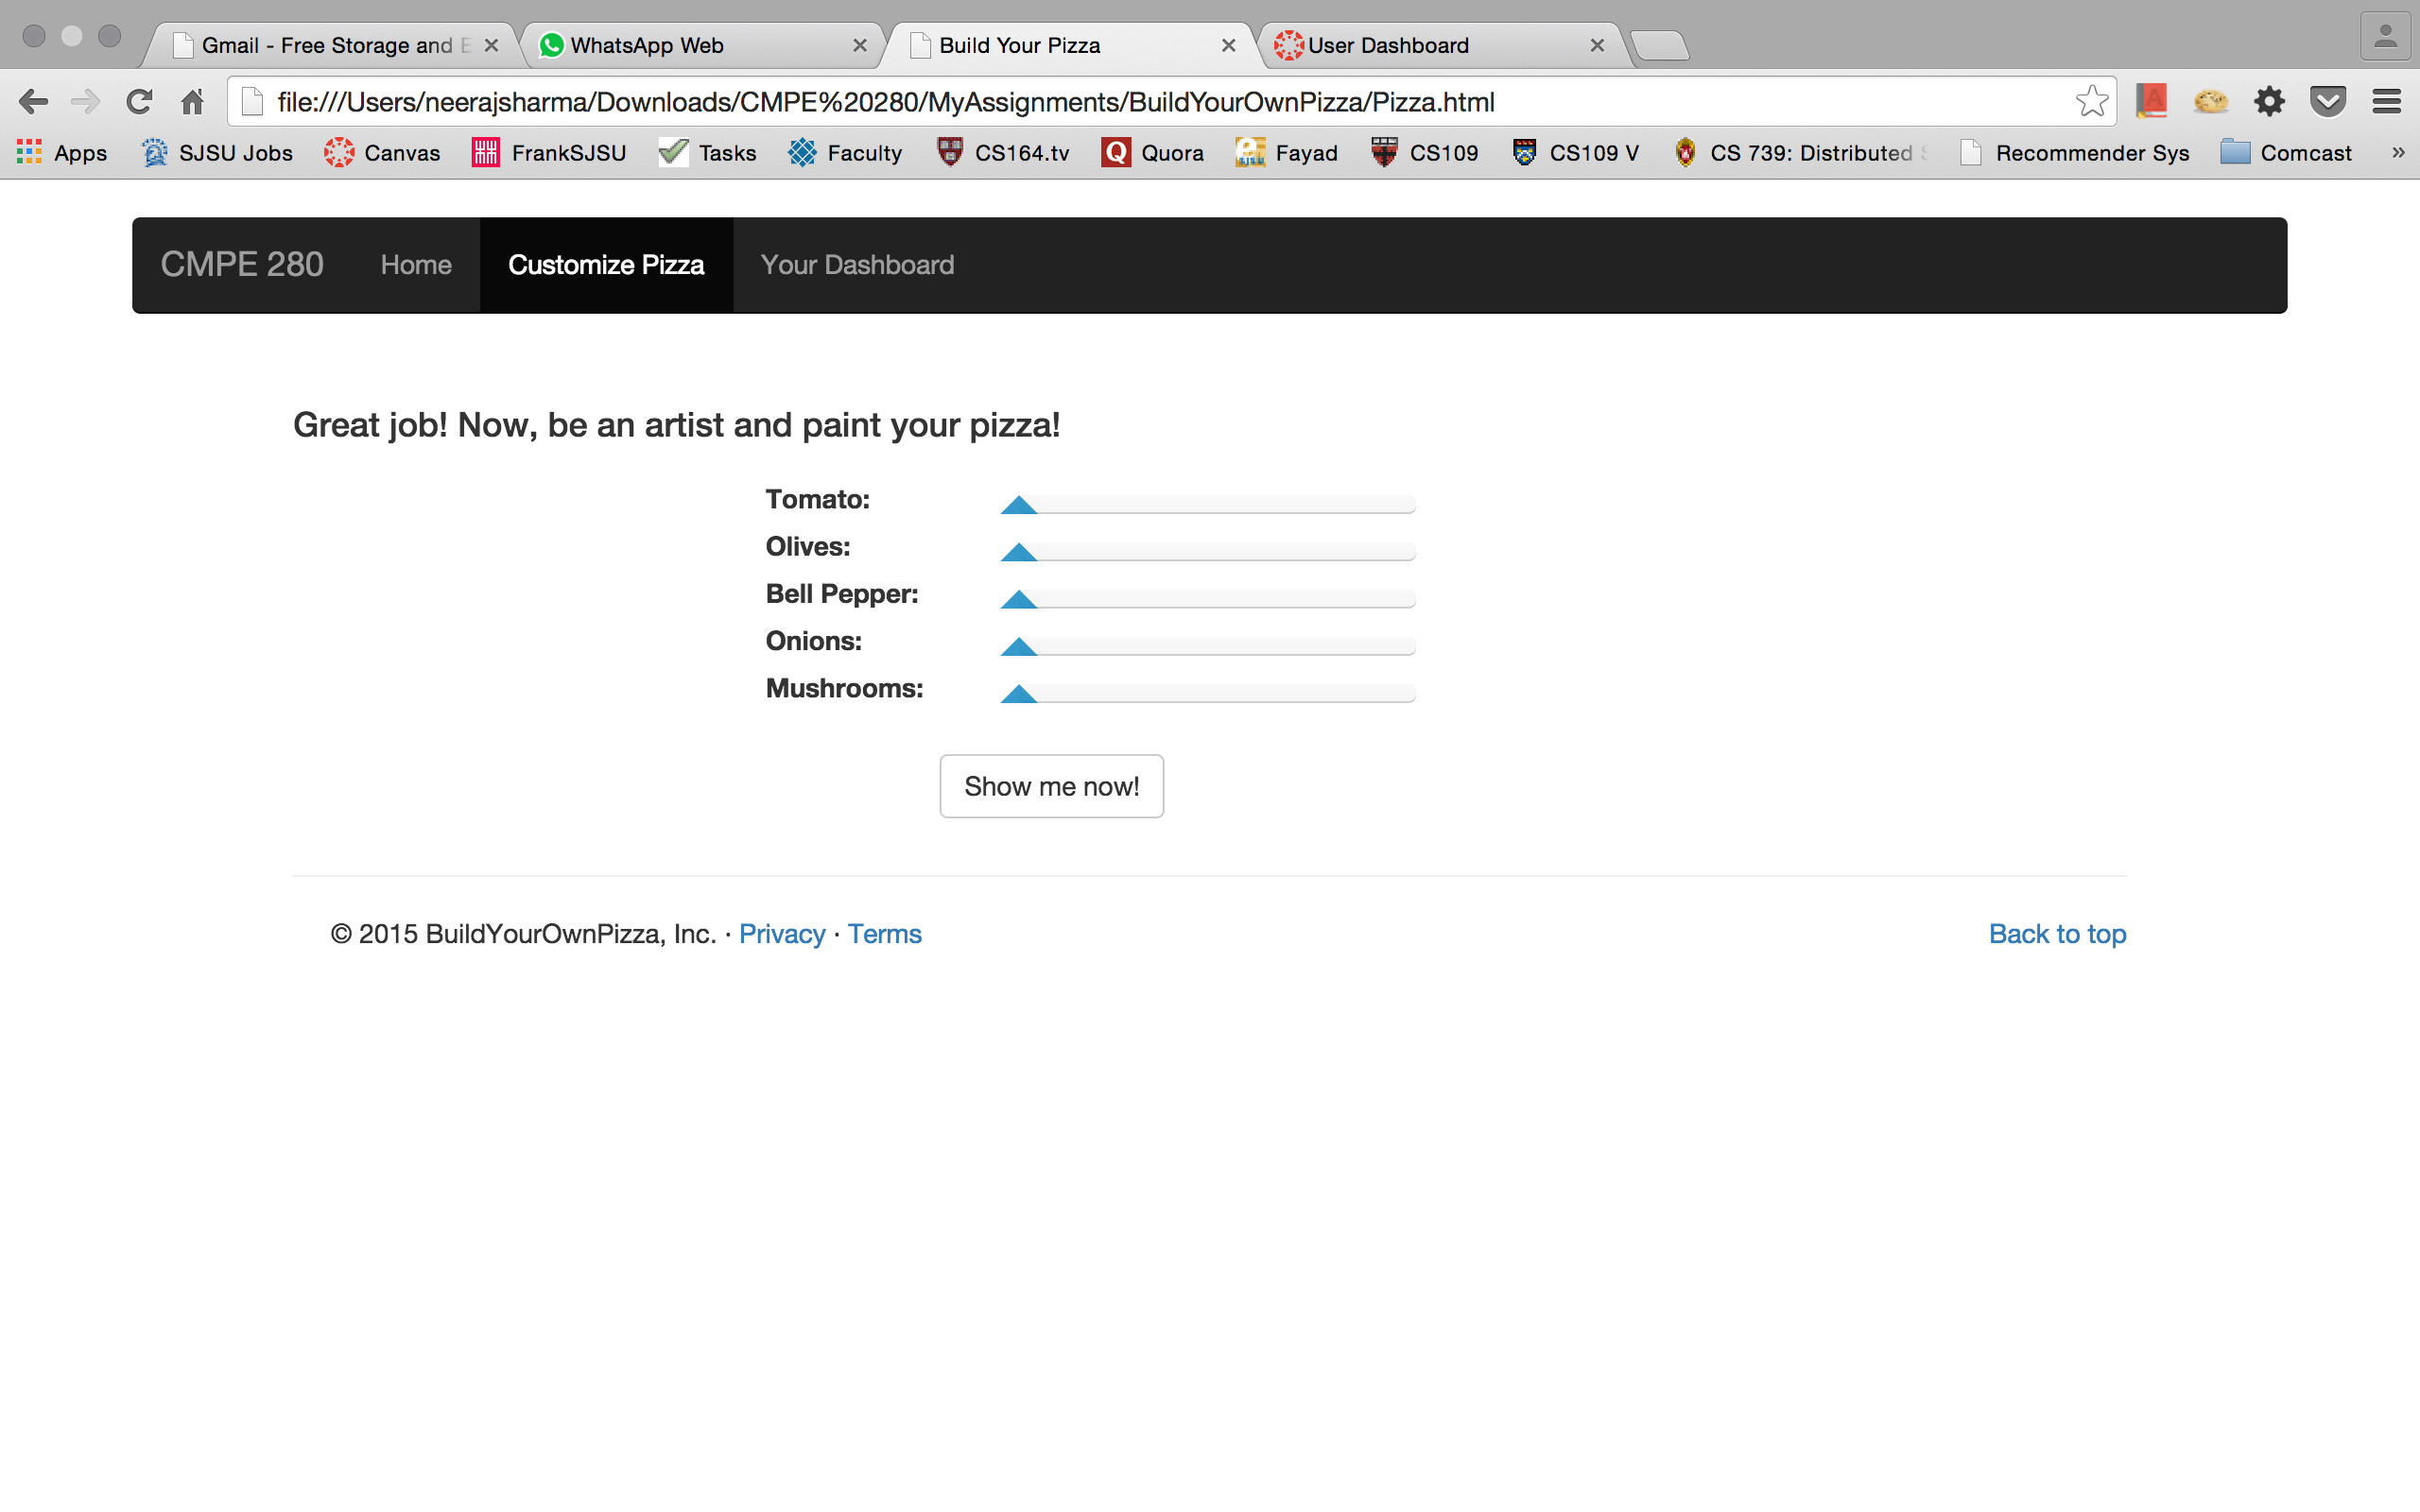 Gmail - Free Storage and E
WhatsApp Web
Build Your Pizza
User Dashboard
file:///Users/neerajsharma/Downloads/CMPE%20280/MyAssignments/BuildYourOwnPizza/Pizza.html
Apps SJSU Jobs Canvas FrankSJSU Tasks Faculty CS164.tv Quora Fayad CS109 CS109 V CS 739: Distributed S Recommender Sys Comcast »
CMPE 280 Home Customize Pizza Your Dashboard
Great job! Now, be an artist and paint your pizza!
Tomato:
Olives:
Bell Pepper:
Onions:
Mushrooms:
Show me now!
© 2015 BuildYourOwnPizza, Inc. · Privacy · Terms
Back to top